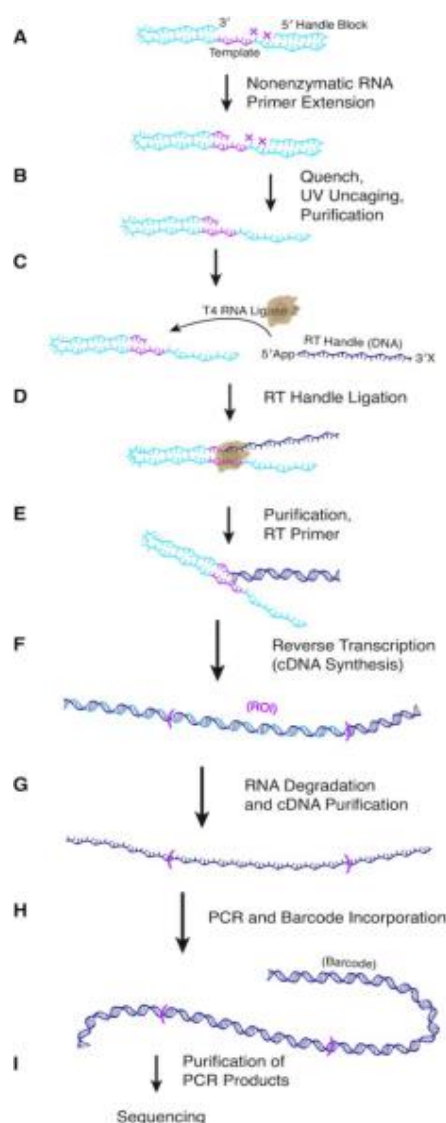 A
3'
5' Handle Block
Template
Nonenzymatic RNA
Primer Extension
B
Quench,
UV Uncaging,
Purification
C
T4 RNA Ligase
RT Handle (DNA)
5'App
3'X
D
RT Handle Ligation
E
Purification,
RT Primer
F
Reverse Transcription
(cDNA Synthesis)
(ROI)
G
RNA Degradation
and cDNA Purification
H
PCR and Barcode Incorporation
(Barcode)
I
Purification of
PCR Products
Sequencing